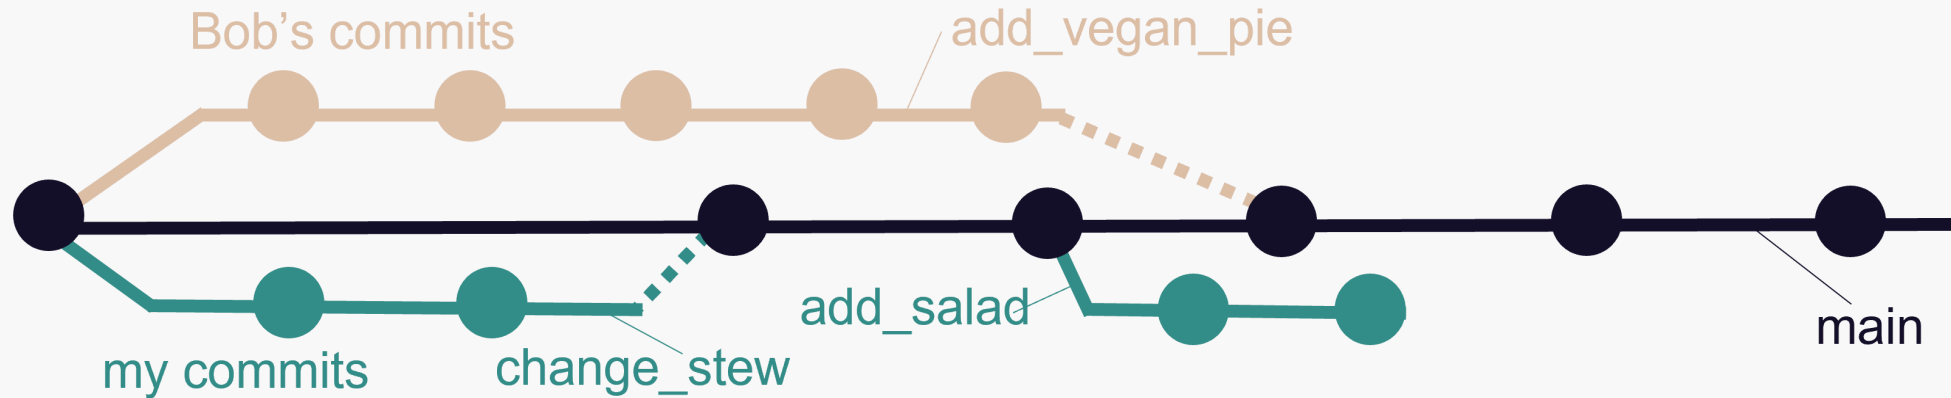 Bob’s commits
add_vegan_pie
add_salad
main
my commits
change_stew